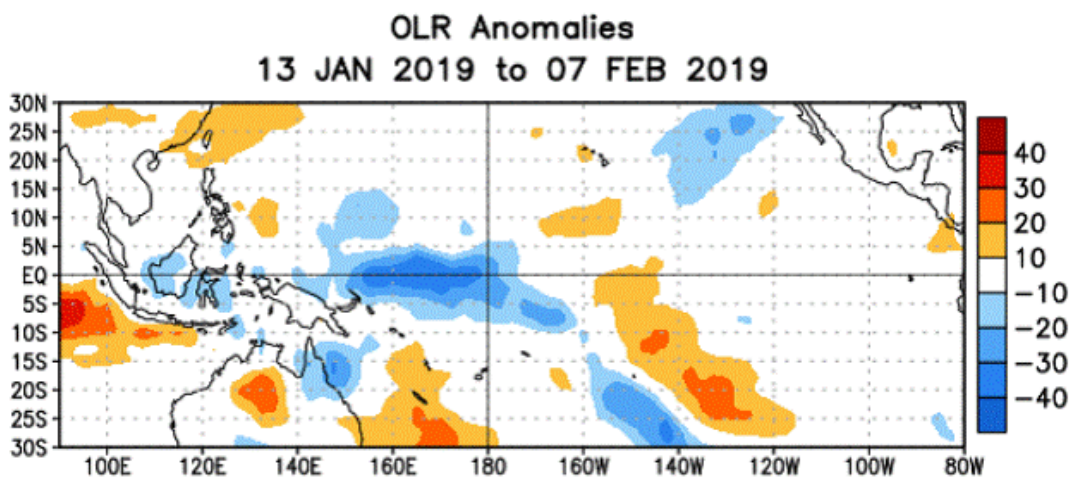 OLR Anomalies
13 JAN 2019 to 07 FEB 2019
30N
25N
20N
15N
10N
5N
EQ
5S
10S
15S
20S
25S
30S
100E 120E 140E 160E 180 160W 140W 120W 100W 80W
40
30
20
10
-10
-20
-30
-40